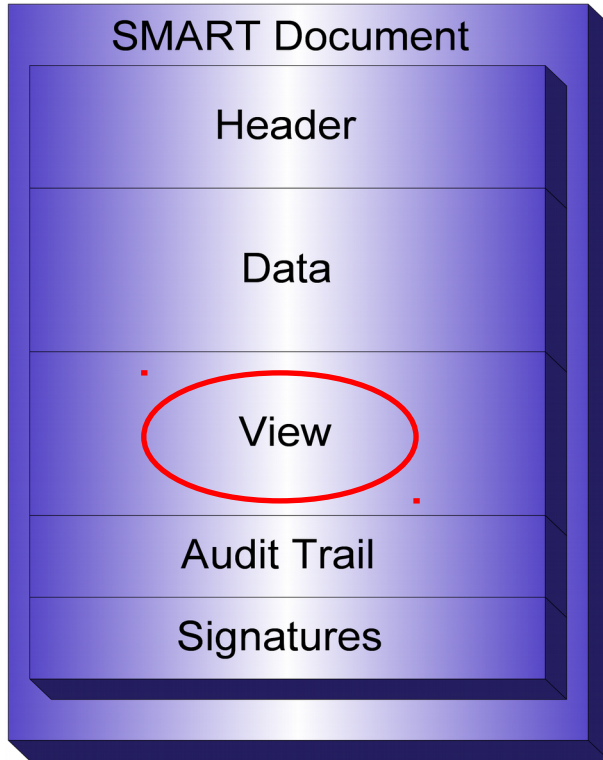 SMART Document
Header
Data
View
Audit Trail
Signatures